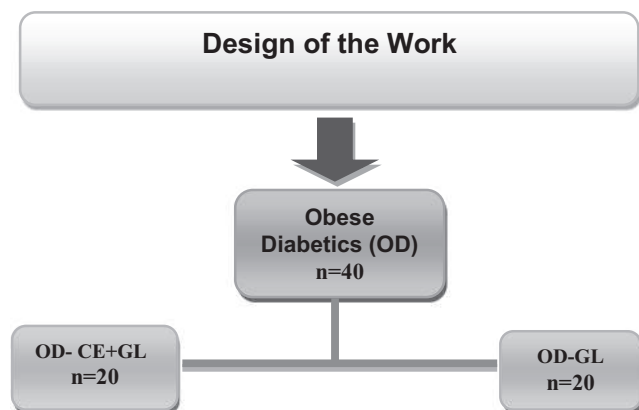 Design of the Work
Obese
Diabetics (OD)
n=40
OD- CE+GL
n=20
OD-GL
n=20